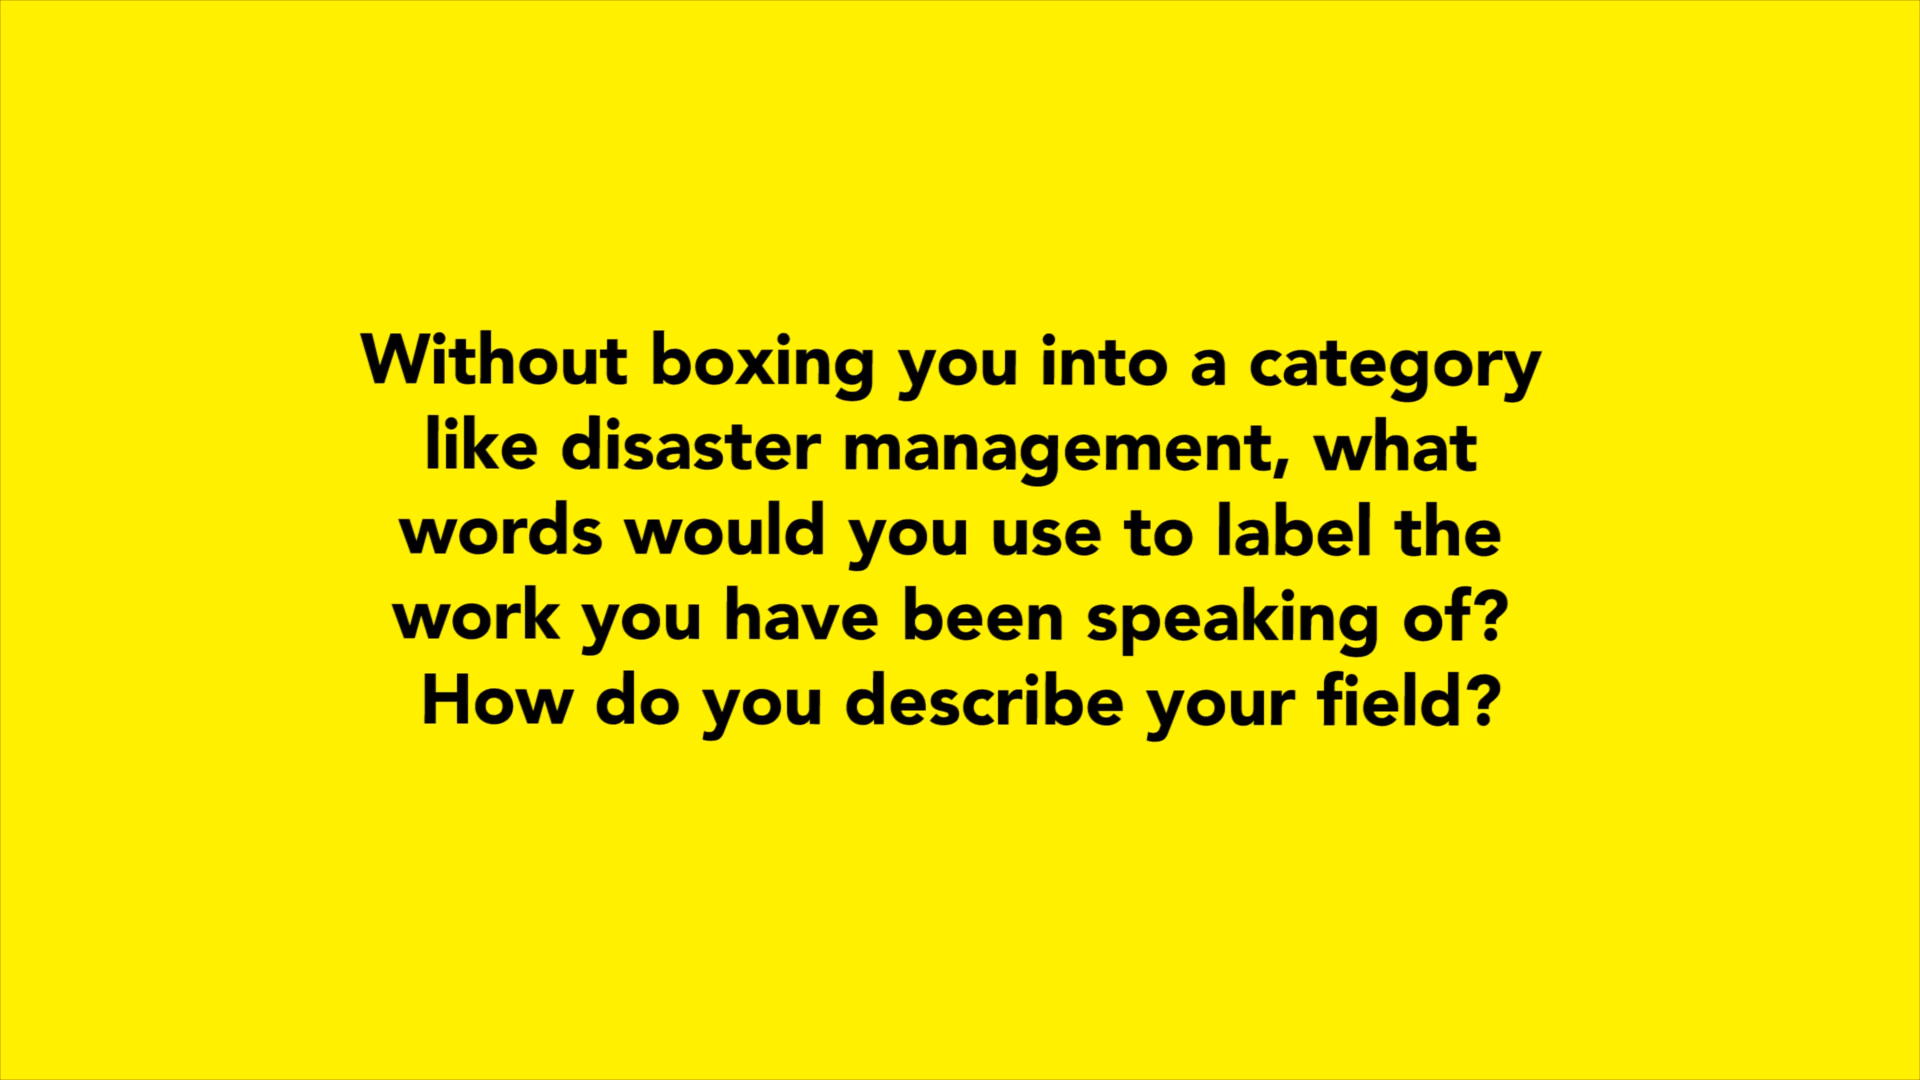 Without boxing you into a category
like disaster management, what
words would you use to label the
work you have been speaking of?
How do you describe your field?